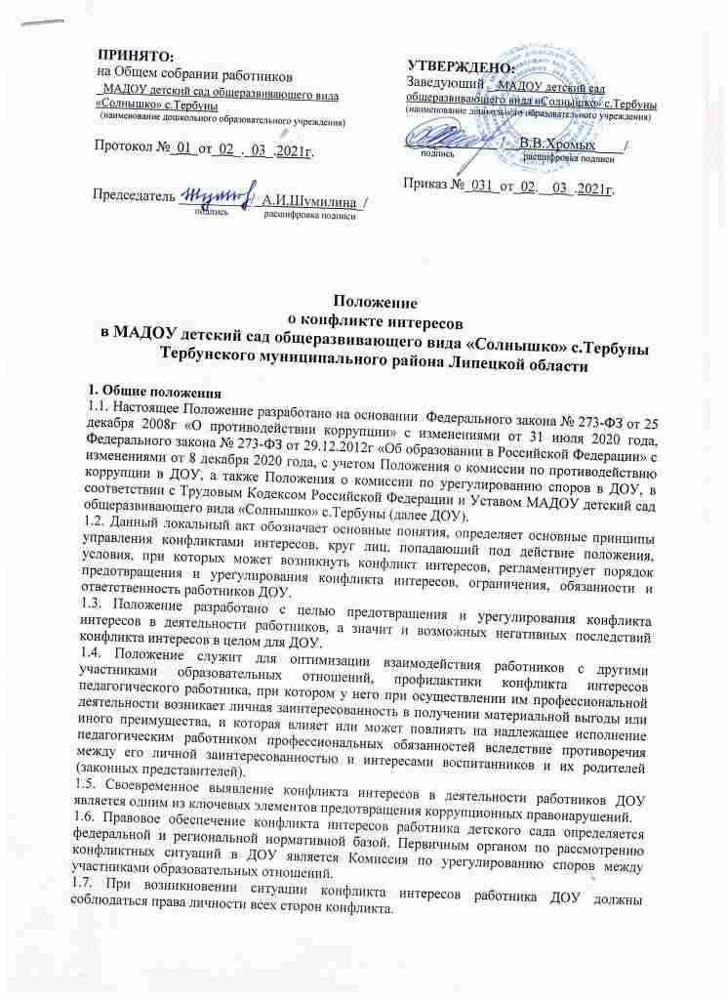 ПРИНЯТО:
на Общем собрании работников
МАДОУ детский сад общеразвивающего вида
«Солнышко» с.Тербуны
(наименование дошкольного образовательного учреждения)
Протокол №_01_от_02_._03_.2021г.
Председатель ____________/_А.И.Шумилина_/
подпись расшифровка подписи
УТВЕРЖДЕНО:
Заведующий _ МАДОУ детский сад
общеразвивающего вида «Солнышко» с.Тербуны
(наименование дошкольного образовательного учреждения)
____________/__В.В.Хромых____/
подпись расшифровка подписи
Приказ №_031_от_02.__03_.2021г.
Положение
о конфликте интересов
в МАДОУ детский сад общеразвивающего вида «Солнышко» с.Тербуны
Тербунского муниципального района Липецкой области
1. Общие положения
1.1. Настоящее Положение разработано на основании Федерального закона № 273-ФЗ от 25
декабря 2008г «О противодействии коррупции» с изменениями от 31 июля 2020 года,
Федерального закона № 273-ФЗ от 29.12.2012г «Об образовании в Российской Федерации» с
изменениями от 8 декабря 2020 года, с учетом Положения о комиссии по противодействию
коррупции в ДОУ, а также Положения о комиссии по урегулированию споров в ДОУ, в
соответствии с Трудовым Кодексом Российской Федерации и Уставом МАДОУ детский сад
общеразвивающего вида «Солнышко» с.Тербуны (далее ДОУ).
1.2. Данный локальный акт обозначает основные понятия, определяет основные принципы
управления конфликтами интересов, круг лиц, попадающий под действие положения,
условия, при которых может возникнуть конфликт интересов, регламентирует порядок
предотвращения и урегулирования конфликта интересов, ограничения, обязанности и
ответственность работников ДОУ.
1.3. Положение разработано с целью предотвращения и урегулирования конфликта
интересов в деятельности работников, а значит и возможных негативных последствий
конфликта интересов в целом для ДОУ.
1.4. Положение служит для оптимизации взаимодействия работников с другими
участниками образовательных отношений, профилактики конфликта интересов
педагогического работника, при котором у него при осуществлении им профессиональной
деятельности возникает личная заинтересованность в получении материальной выгоды или
иного преимущества, и которая влияет или может повлиять на надлежащее исполнение
педагогическим работником профессиональных обязанностей вследствие противоречия
между его личной заинтересованностью и интересами воспитанников и их родителей
(законных представителей).
1.5. Своевременное выявление конфликта интересов в деятельности работников ДОУ
является одним из ключевых элементов предотвращения коррупционных правонарушений.
1.6. Правовое обеспечение конфликта интересов работника детского сада определяется
федеральной и региональной нормативной базой. Первичным органом по рассмотрению
конфликтных ситуаций в ДОУ является Комиссия по урегулированию споров между
участниками образовательных отношений.
1.7. При возникновении ситуации конфликта интересов работника ДОУ должны
соблюдаться права личности всех сторон конфликта.